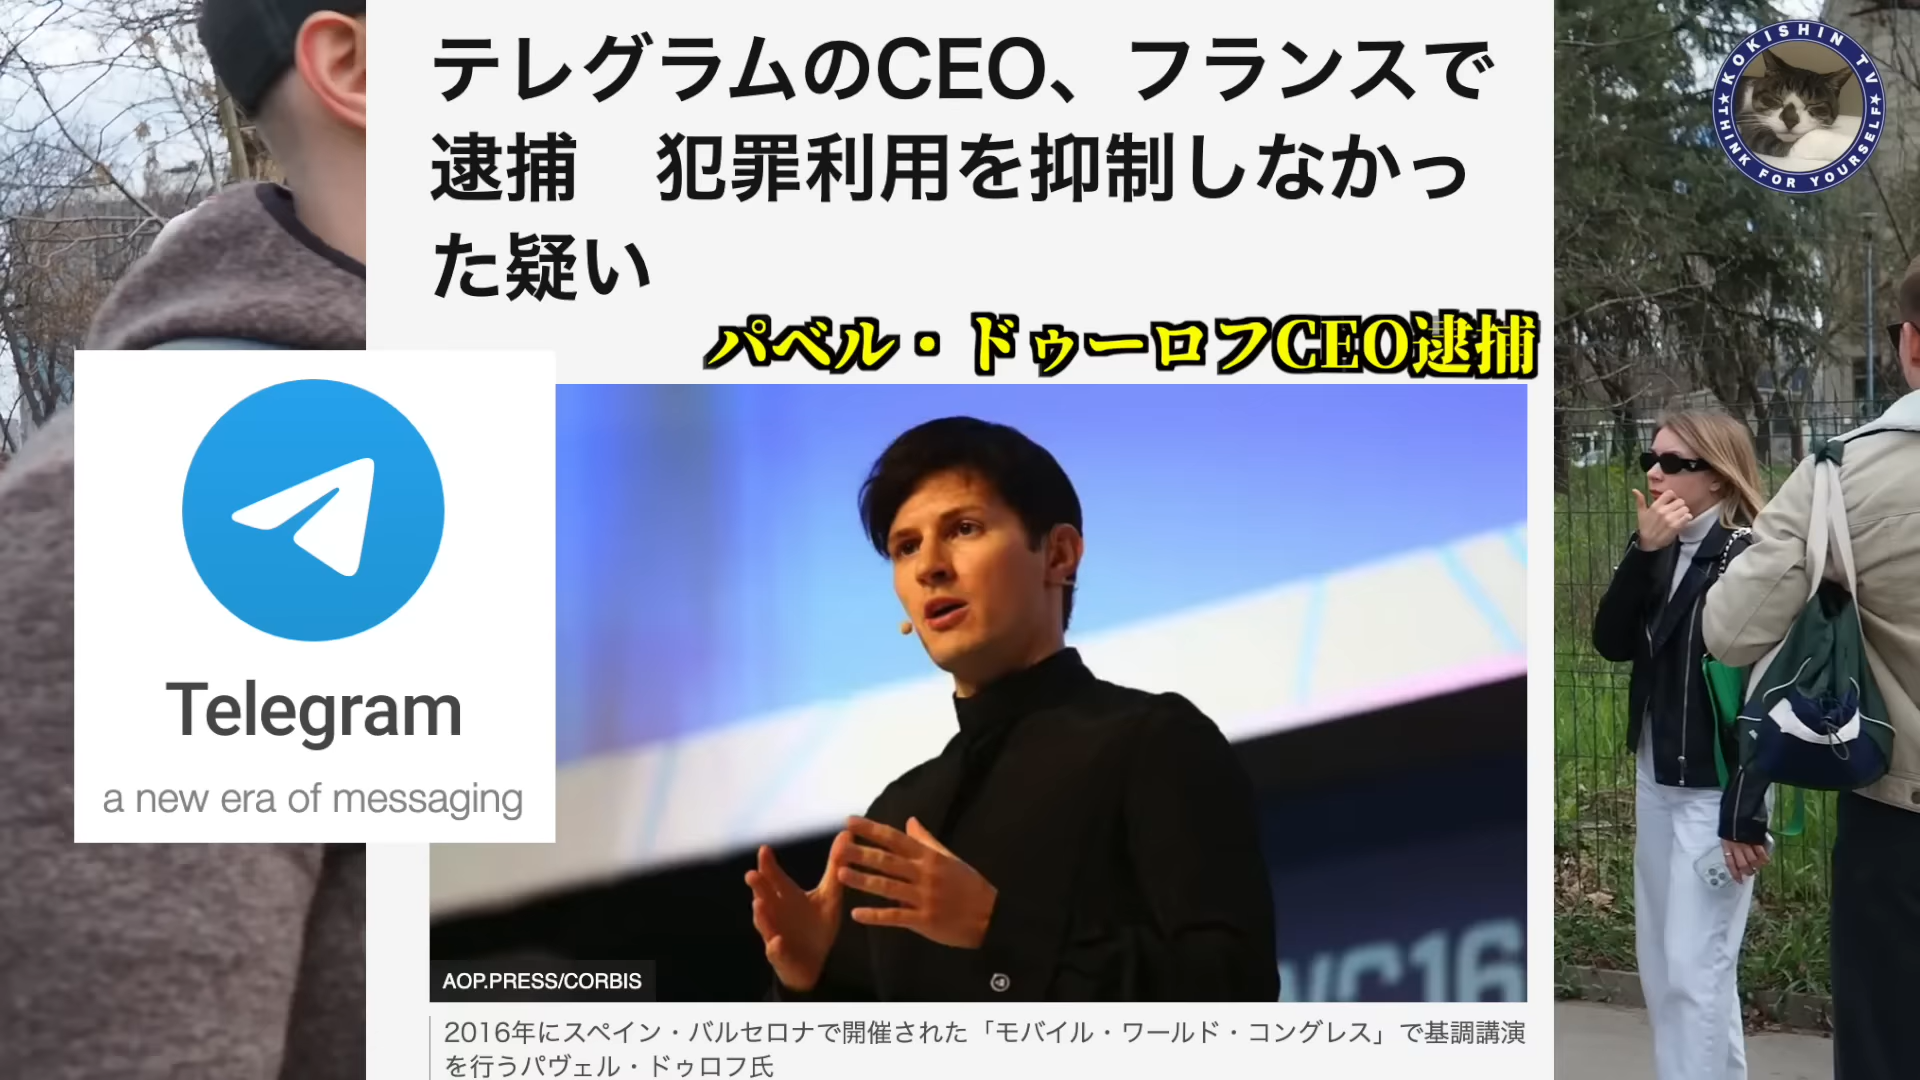 テレグラムのCEO、フランスで
逮捕　犯罪利用を抑制しなかっ
た疑い
パベル・ドゥーロフCEO逮捕
KOKISHIN TV
THINK FOR YOURSELF
Telegram
a new era of messaging
AOP.PRESS/CORBIS
2016年にスペイン・バルセロナで開催された「モバイル・ワールド・コングレス」で基調講演
を行うパヴェル・ドゥロフ氏